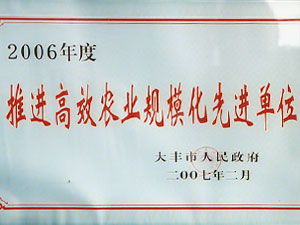 2006年度
推进高效农业规模化先进单位
大丰市人民政府
二〇〇七年二月